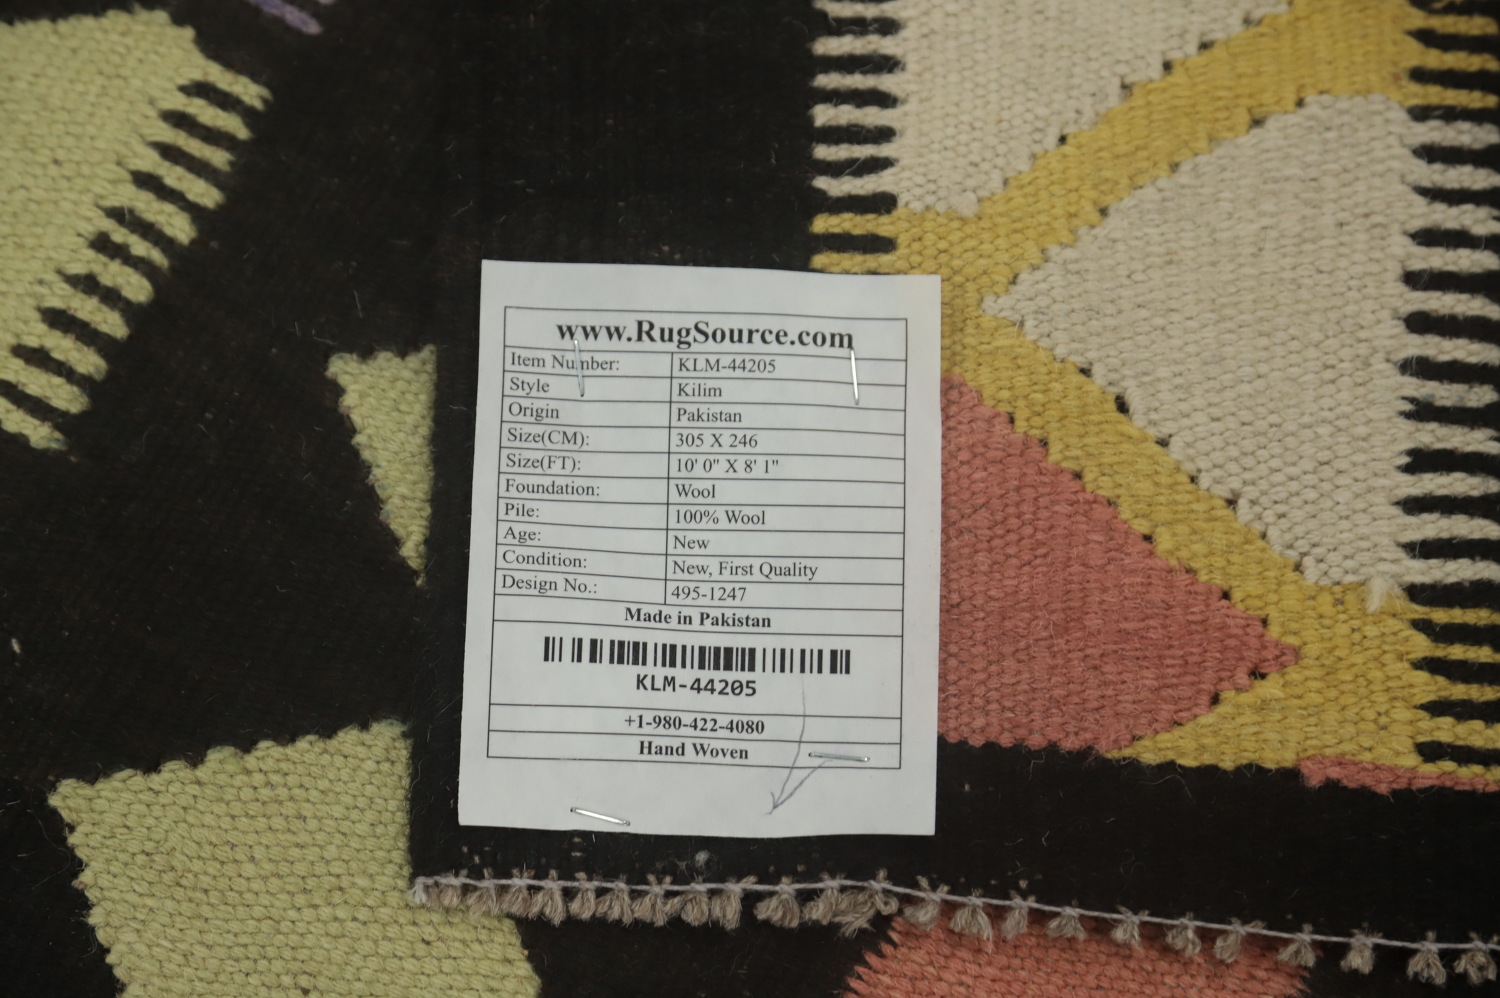 www.RugSource.com
Item Number: KLM-44205
Style Kilim
Origin Pakistan
Size(CM): 305 X 246
Size(FT): 10' 0" X 8' 1"
Foundation: Wool
Pile: 100% Wool
Age: New
Condition: New, First Quality
Design No.: 495-1247
Made in Pakistan
KLM-44205
+1-980-422-4080
Hand Woven